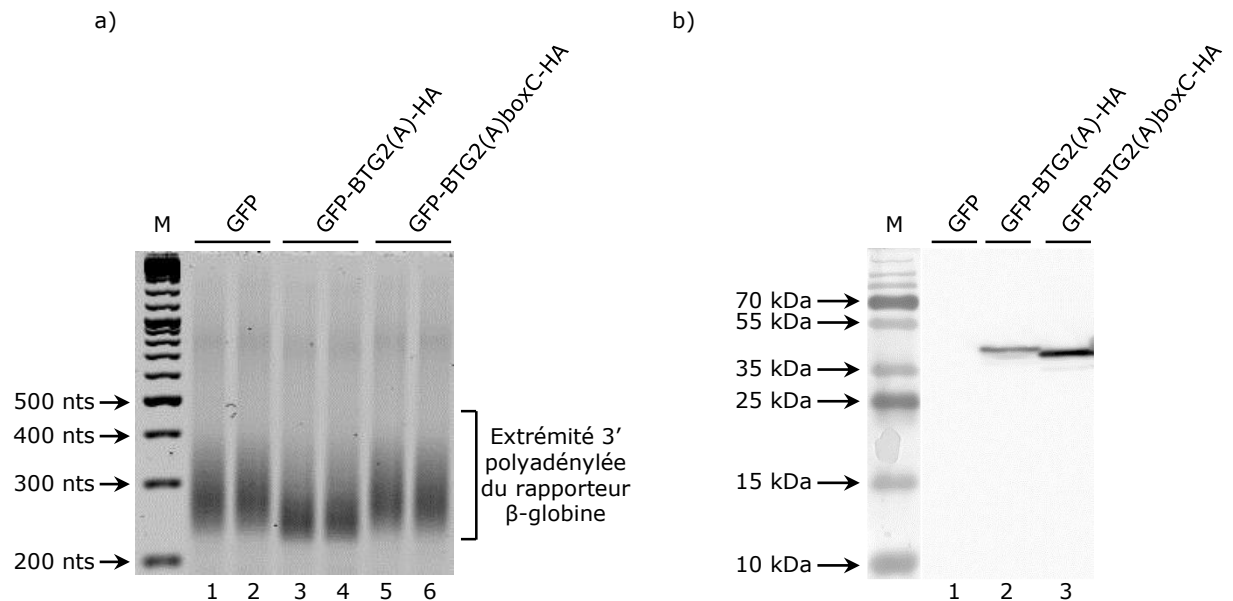 a)
M
GFP
GFP-BTG2(A)-HA
GFP-BTG2(A)boxC-HA
500 nts
400 nts
300 nts
200 nts
Extrémité 3′
polyadénylée
du rapporteur
β-globine
1 2 3 4 5 6
b)
M
GFP
GFP-BTG2(A)-HA
GFP-BTG2(A)boxC-HA
70 kDa
55 kDa
35 kDa
25 kDa
15 kDa
10 kDa
1 2 3